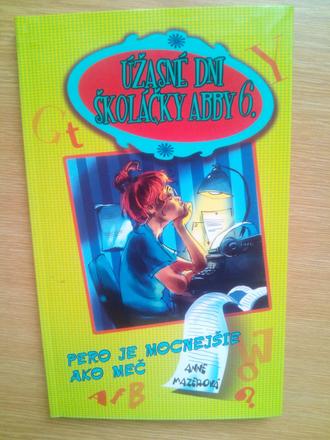 ÚŽASNÉ DNI
ŠKOLÁČKY ABBY 6.
Y
C t
PERO JE MOCNEJŠIE
AKO MEČ
ANNE
MAZEROVÁ
W
A B
?